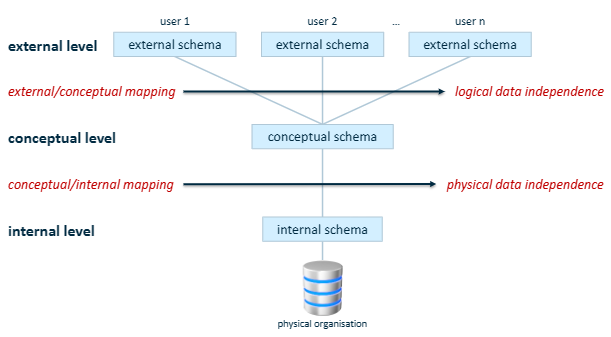 user 1
user 2
...
user n
external level
external schema
external schema
external schema
external/conceptual mapping
logical data independence
conceptual level
conceptual schema
conceptual/internal mapping
physical data independence
internal level
internal schema
physical organisation